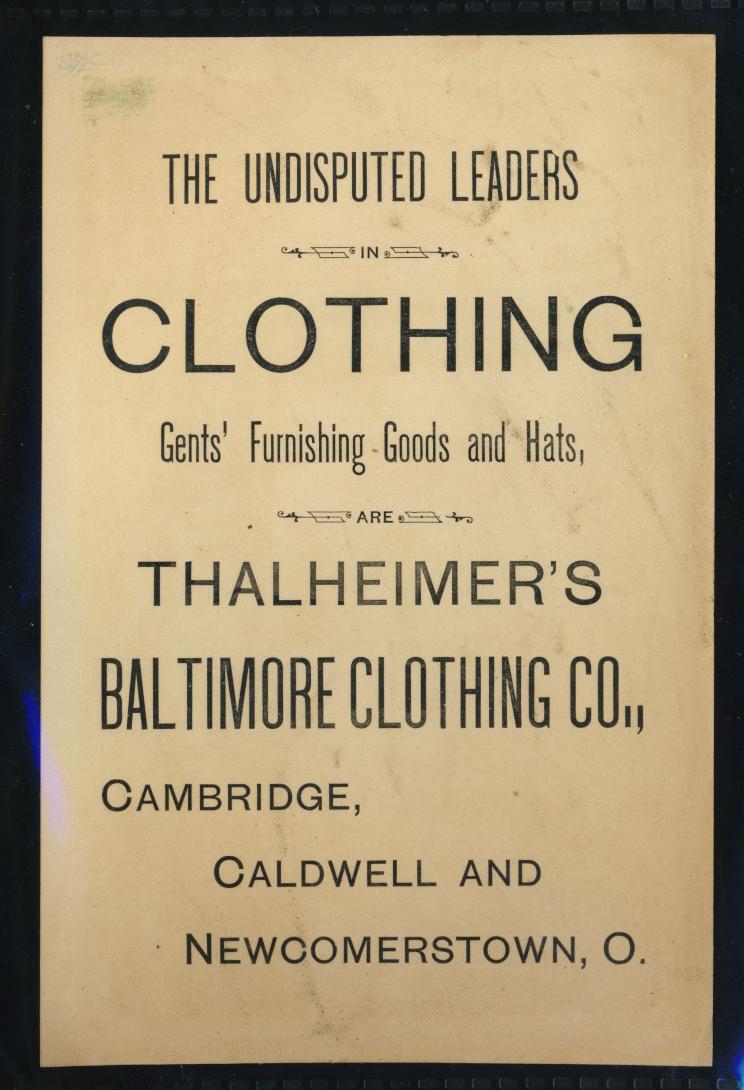 THE UNDISPUTED LEADERS
IN
CLOTHING
Gents' Furnishing Goods and Hats,
ARE
THALHEIMER'S
BALTIMORE CLOTHING CO.,
CAMBRIDGE,
CALDWELL AND
NEWCOMERSTOWN, O.